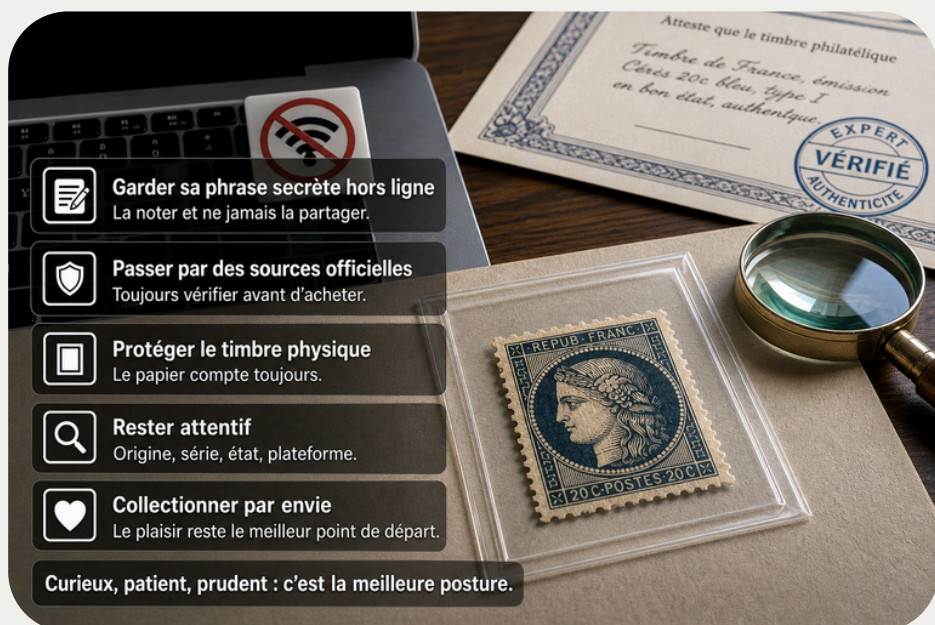 Atteste que le timbre philatélique
Timbre de France, émission
Cérès 20c bleu, type I
en bon état, authentique.
EXPERT
VÉRIFIÉ
AUTHENTICITÉ
Garder sa phrase secrète hors ligne
La noter et ne jamais la partager.
Passer par des sources officielles
Toujours vérifier avant d’acheter.
Protéger le timbre physique
Le papier compte toujours.
Rester attentif
Origine, série, état, plateforme.
Collectionner par envie
Le plaisir reste le meilleur point de départ.
Curieux, patient, prudent : c’est la meilleure posture.
REPUB·FRANC·
20C·POSTES·20C